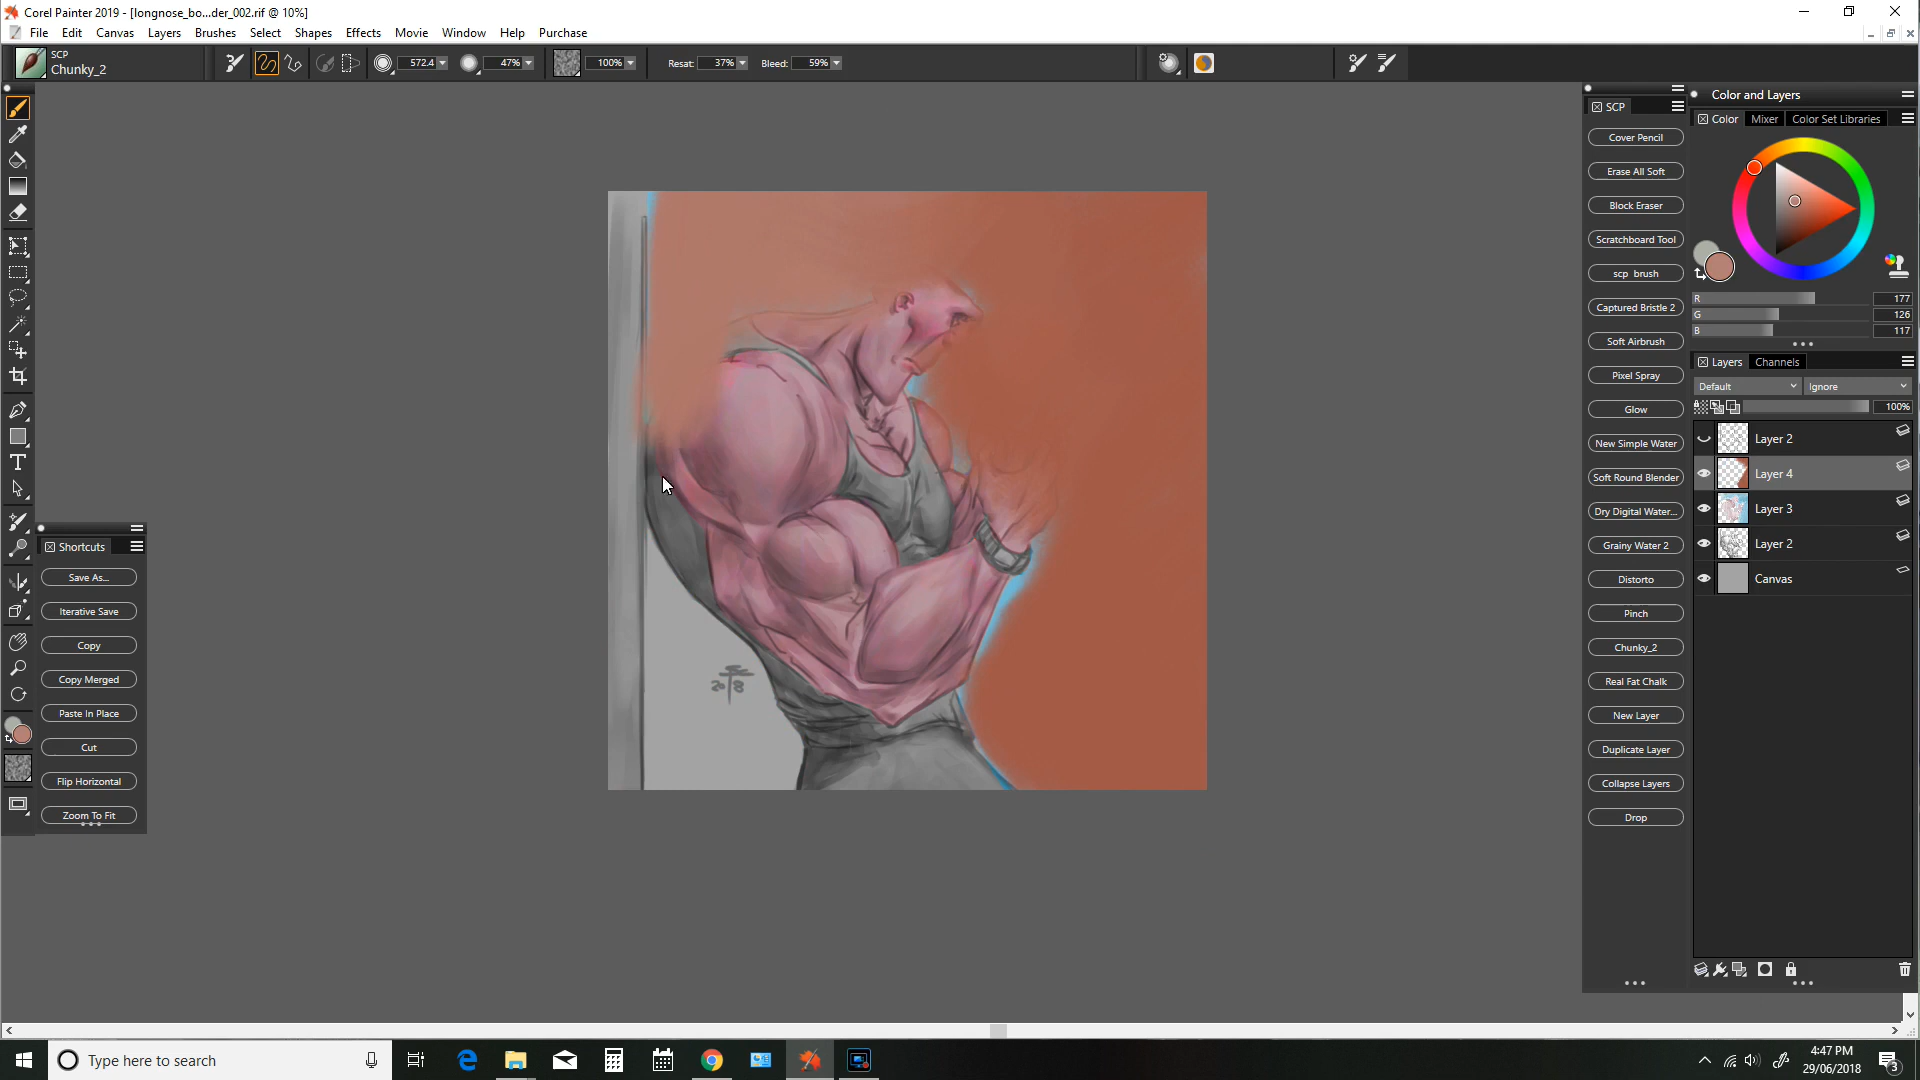 Corel Painter 2019 - [longnose_bo...der_002.rif @ 10%]
File Edit Canvas Layers Brushes Select Shapes Effects Movie Window Help Purchase
SCP
Chunky_2
572.4
47%
100%
Resat: 37%
Bleed: 59%
Shortcuts
Save As...
Iterative Save
Copy
Copy Merged
Paste In Place
Cut
Flip Horizontal
Zoom To Fit
2018
SCP
Cover Pencil
Erase All Soft
Block Eraser
Scratchboard Tool
scp brush
Captured Bristle 2
Soft Airbrush
Pixel Spray
Glow
New Simple Water
Soft Round Blender
Dry Digital Water...
Grainy Water 2
Distorto
Pinch
Chunky_2
Real Fat Chalk
New Layer
Duplicate Layer
Collapse Layers
Drop
Color and Layers
Color Mixer Color Set Libraries
R 177
G 126
B 117
Layers Channels
Default Ignore
100%
Layer 2
Layer 4
Layer 3
Layer 2
Canvas
Type here to search
4:47 PM
29/06/2018
3